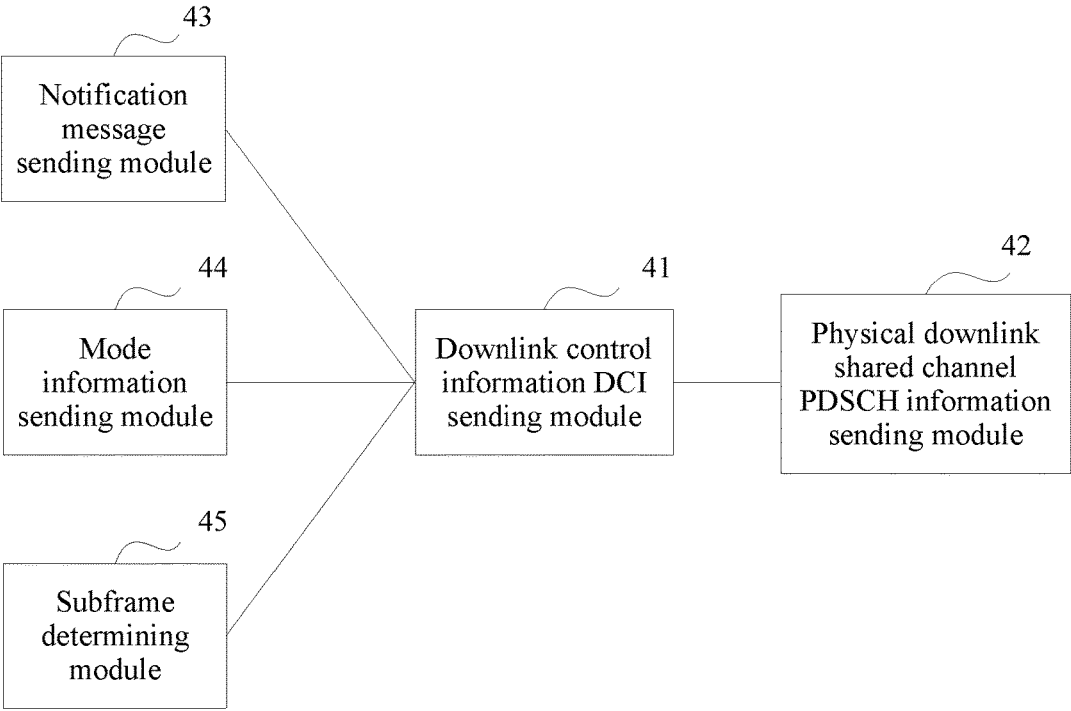 43
Notification
message
sending module
44
Mode
information
sending module
45
Subframe
determining
module
41
Downlink control
information DCI
sending module
42
Physical downlink
shared channel
PDSCH information
sending module